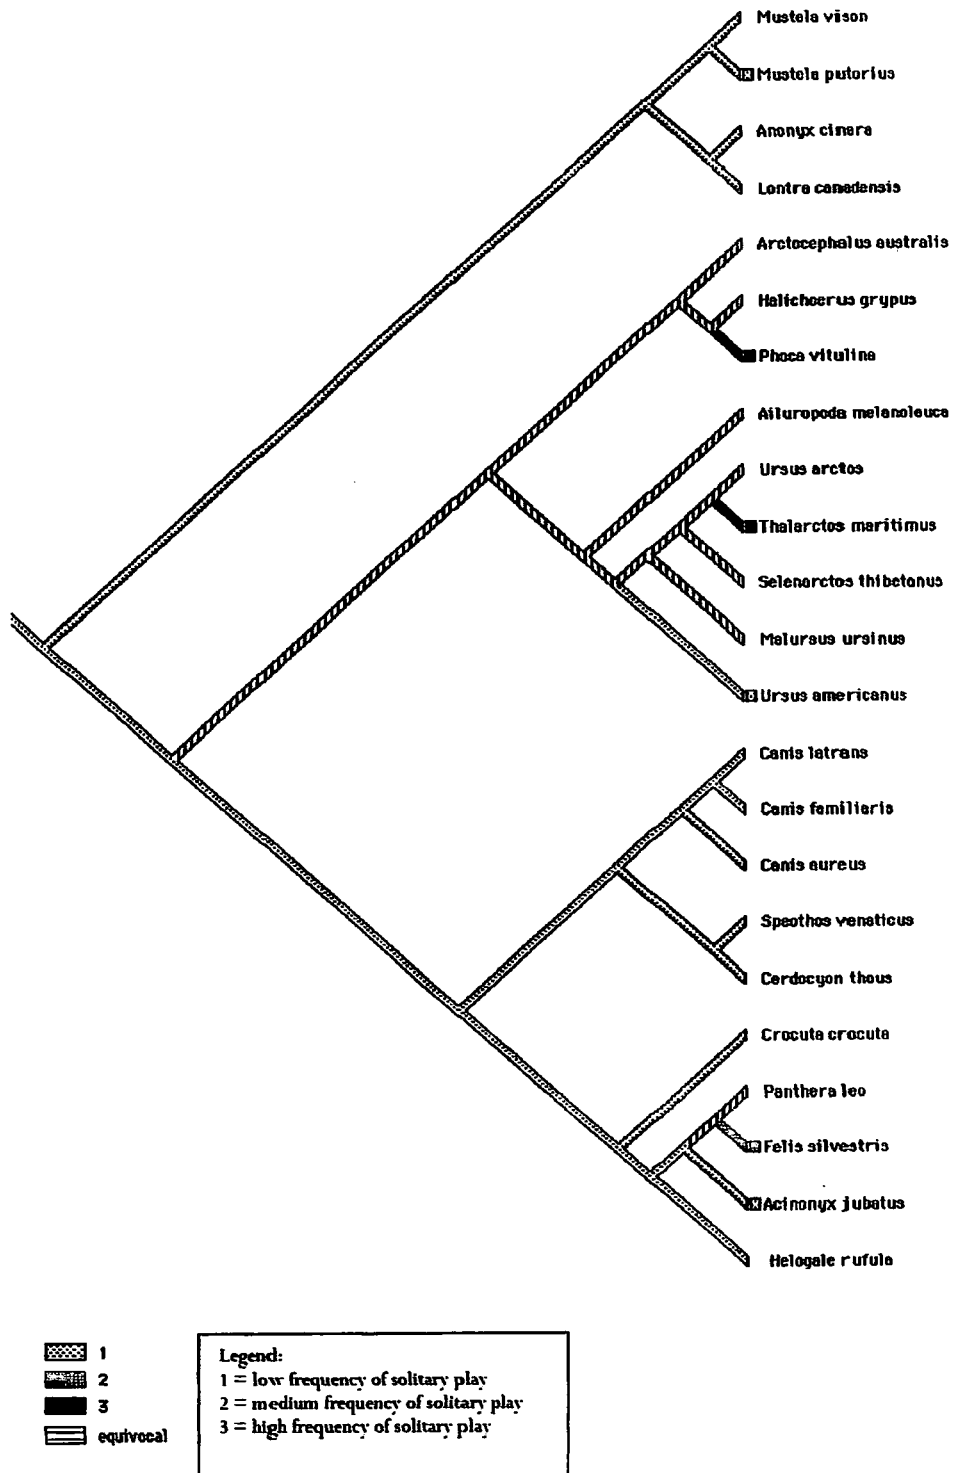 Mustela vison
Mustela putorius
Anonyx cinera
Lontra canadensis
Arctocephalus australis
Halichoerus grypus
Phoca vitulina
Ailuropoda melanoleuca
Ursus arctos
Thalarctos maritimus
Selenarctos thibetanus
Malursus ursinus
Ursus americanus
Canis latrans
Canis familiaris
Canis aureus
Speothos venaticus
Cerdocyon thous
Crocuta crocuta
Panthera leo
Felis silvestris
Acinonyx jubatus
Helogale rufula
1
2
3
equivocal
Legend:
1 = low frequency of solitary play
2 = medium frequency of solitary play
3 = high frequency of solitary play